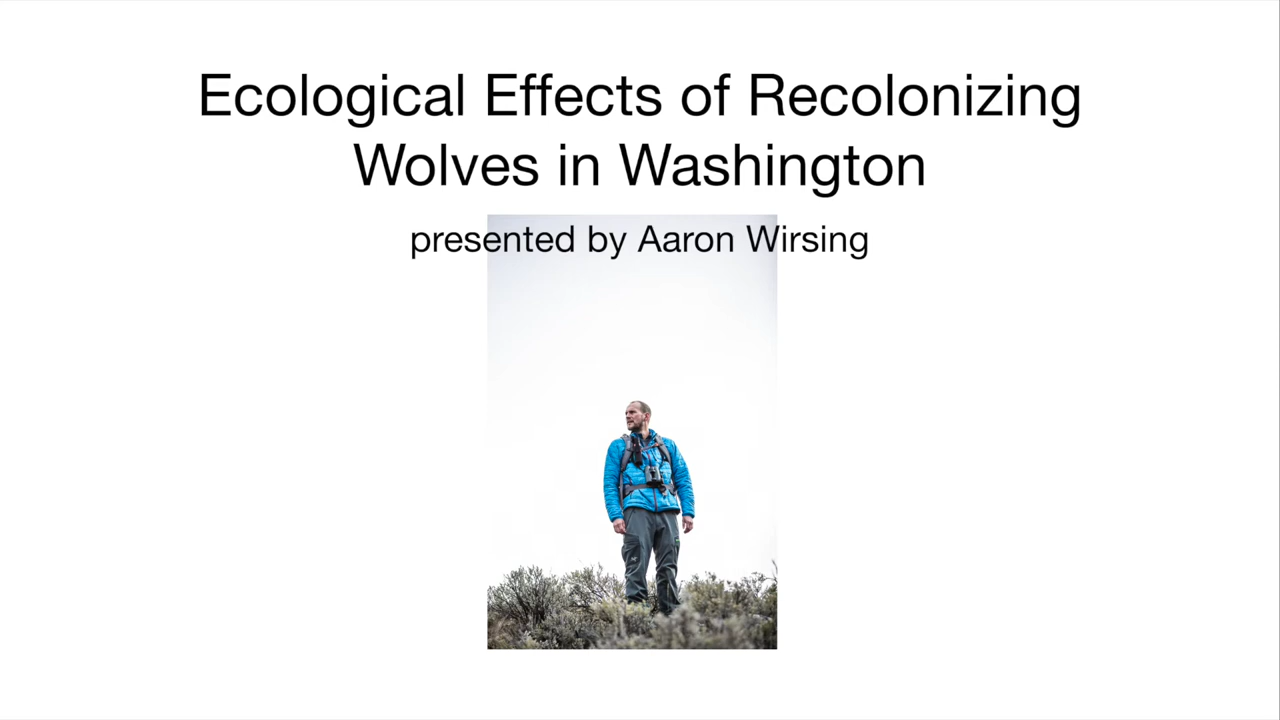 Ecological Effects of Recolonizing
Wolves in Washington
presented by Aaron Wirsing